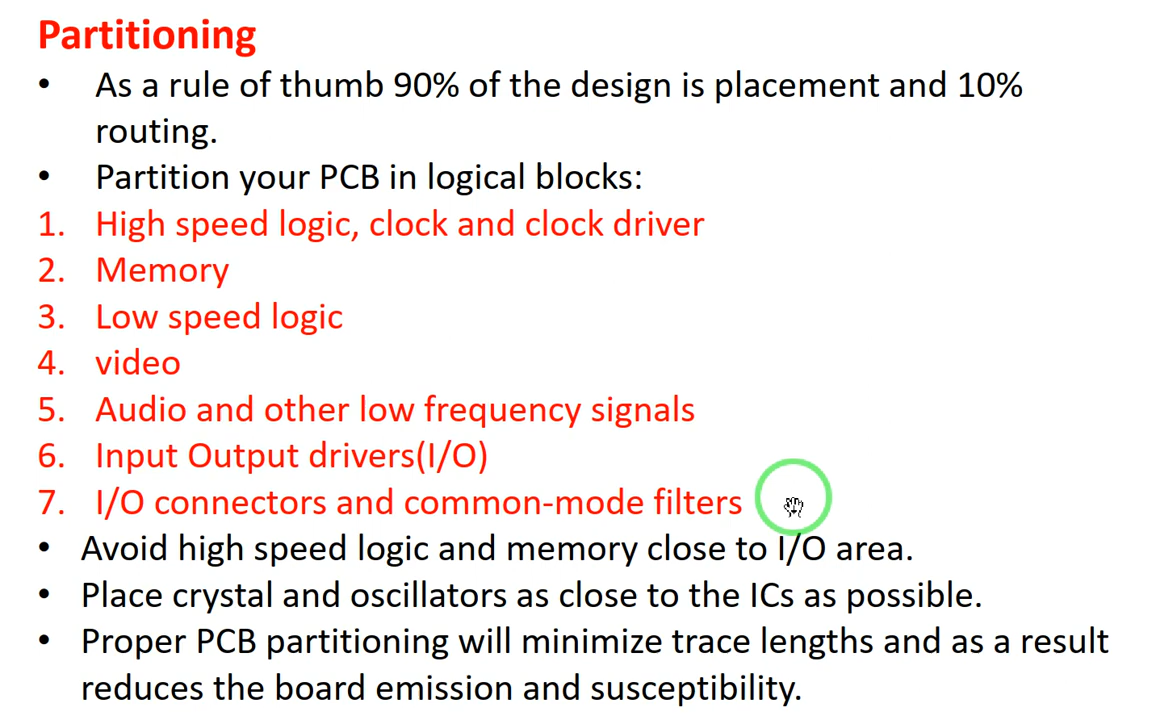 Partitioning
• As a rule of thumb 90% of the design is placement and 10%
routing.
• Partition your PCB in logical blocks:
1. High speed logic, clock and clock driver
2. Memory
3. Low speed logic
4. video
5. Audio and other low frequency signals
6. Input Output drivers(I/O)
7. I/O connectors and common-mode filters
• Avoid high speed logic and memory close to I/O area.
• Place crystal and oscillators as close to the ICs as possible.
• Proper PCB partitioning will minimize trace lengths and as a result
reduces the board emission and susceptibility.